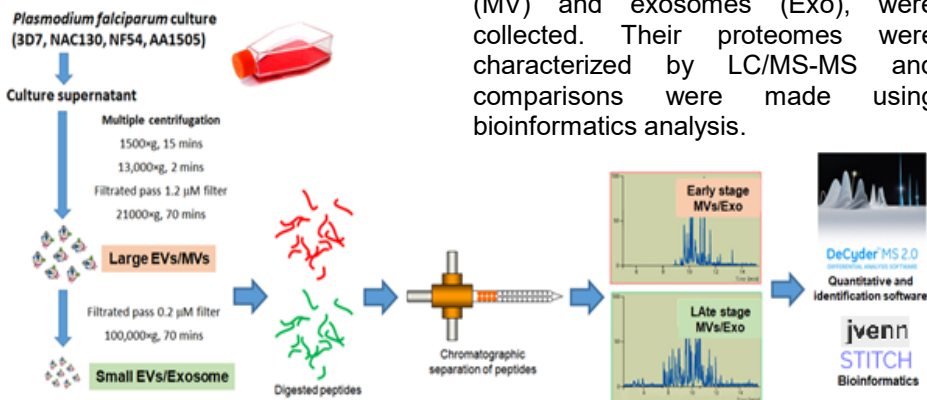 Plasmodium falciparum culture
(3D7, NAC130, NF54, AA1505)
Culture supernatant
Multiple centrifugation
1500×g, 15 mins
13,000×g, 2 mins
Filtrated pass 1.2 µM filter
21000×g, 70 mins
Large EVs/MVs
Filtrated pass 0.2 µM filter
100,000×g, 70 mins
Small EVs/Exosome
(MV) and exosomes (Exo), were
collected. Their proteomes were
characterized by LC/MS-MS and
comparisons were made using
bioinformatics analysis.
Digested peptides
Chromatographic
separation of peptides
Early stage
MVs/Exo
LAte stage
MVs/Exo
DeCyder MS 2.0
DIFFERENTIAL ANALYSIS SOFTWARE
Quantitative and
identification software
jvenn
STITCH
Bioinformatics